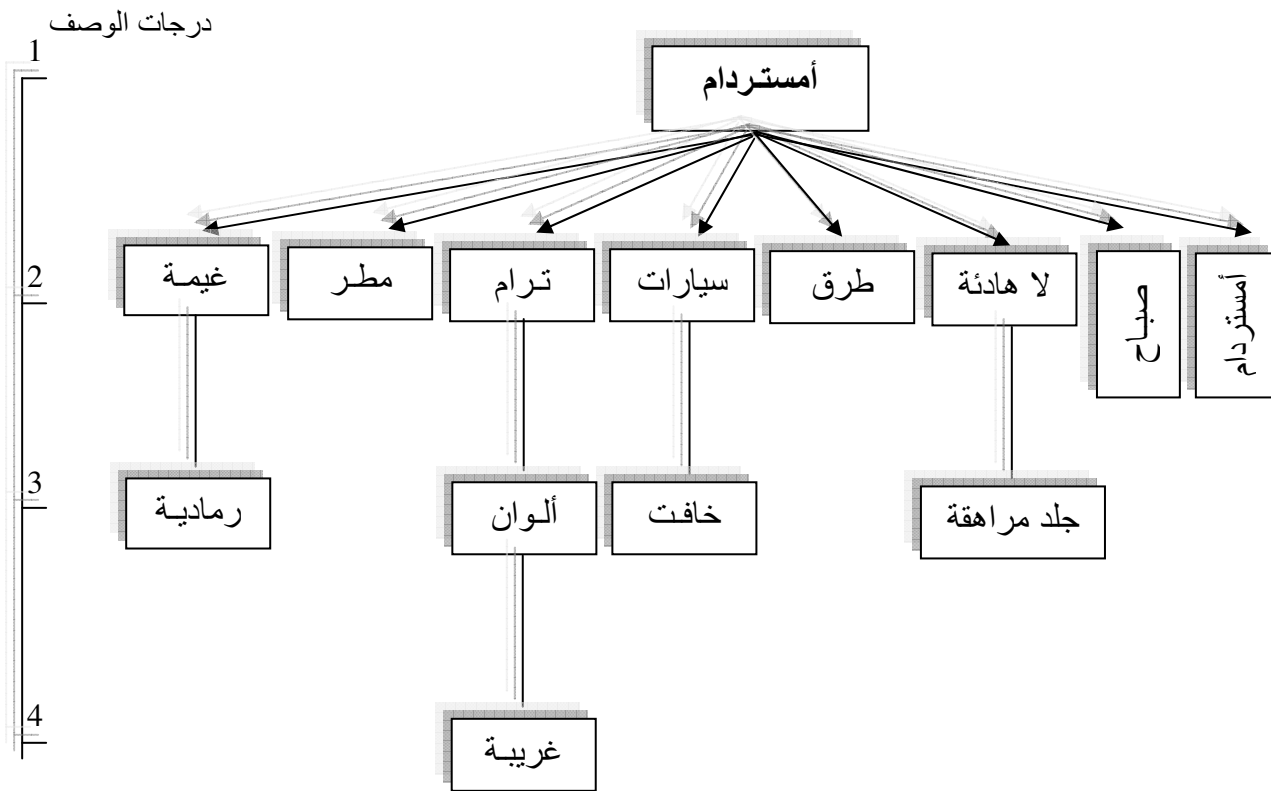 درجات الوصف
1
أمستردام
2
أمستردام
صباح
لا هادئة
طرق
سيارات
ترام
مطر
غيمة
3
جلد مراهقة
خافت
ألوان
رمادية
4
غريبة